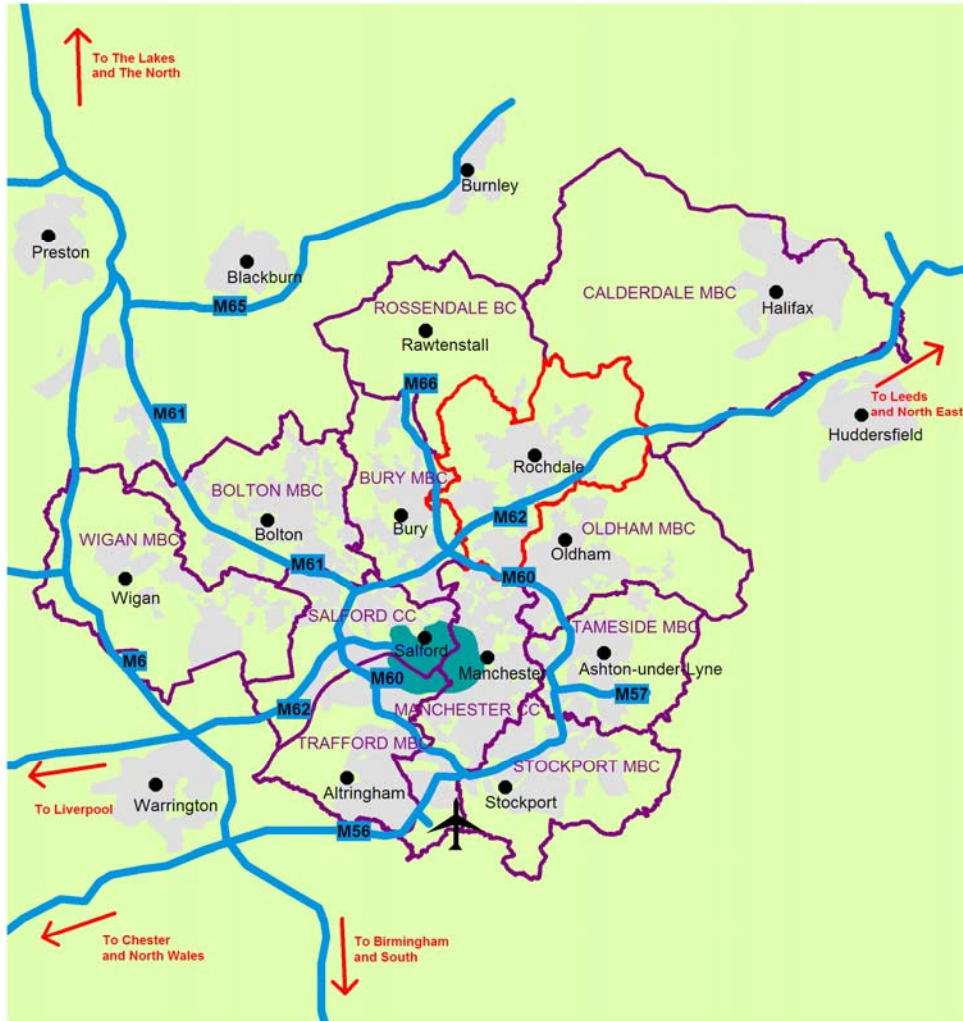 To The Lakes
and The North
Burnley
Preston
Blackburn
CALDERDALE MBC
Halifax
M65
ROSSENDALE BC
Rawtenstall
M66
To Leeds
and North East
M61
Huddersfield
Rochdale
BOLTON MBC
BURY MBC
Bolton
Bury
M62
OLDHAM MBC
Oldham
WIGAN MBC
M61
M60
Wigan
SALFORD CC
TAMESIDE MBC
Salford
M6
Manchester
Ashton-under-Lyne
M60
M57
M62
MANCHESTER CC
TRAFFORD MBC
STOCKPORT MBC
Altringham
Stockport
Warrington
To Liverpool
M56
To Chester
and North Wales
To Birmingham
and South